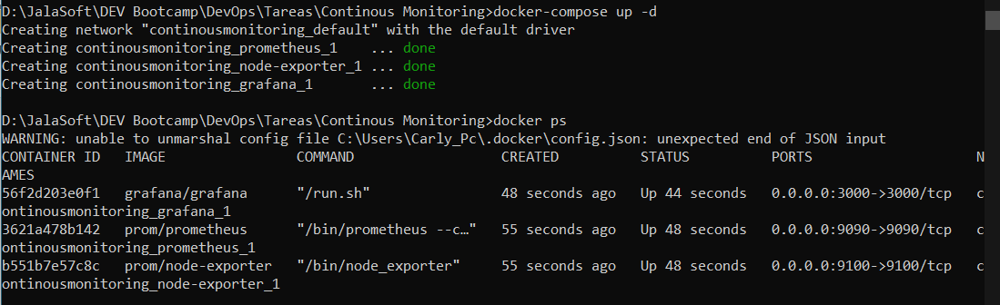 D:\JalaSoft\DEV Bootcamp\DevOps\Tareas\Continous Monitoring>docker-compose up -d
Creating network "continousmonitoring_default" with the default driver
Creating continousmonitoring_prometheus_1    ... done
Creating continousmonitoring_node-exporter_1 ... done
Creating continousmonitoring_grafana_1       ... done
D:\JalaSoft\DEV Bootcamp\DevOps\Tareas\Continous Monitoring>docker ps
WARNING: unable to unmarshal config file C:\Users\Carly_Pc\.docker\config.json: unexpected end of JSON input
CONTAINER ID   IMAGE                COMMAND                  CREATED          STATUS          PORTS                    N
AMES
56f2d203e0f1   grafana/grafana      "/run.sh"                48 seconds ago   Up 44 seconds   0.0.0.0:3000->3000/tcp   c
ontinousmonitoring_grafana_1
3621a478b142   prom/prometheus      "/bin/prometheus --c…"   55 seconds ago   Up 48 seconds   0.0.0.0:9090->9090/tcp   c
ontinousmonitoring_prometheus_1
b551b7e57c8c   prom/node-exporter   "/bin/node_exporter"     55 seconds ago   Up 48 seconds   0.0.0.0:9100->9100/tcp   c
ontinousmonitoring_node-exporter_1